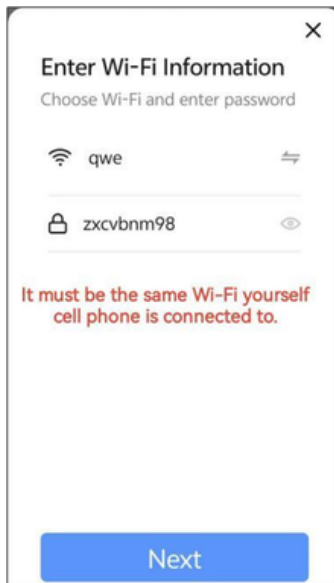 Enter Wi-Fi Information
Choose Wi-Fi and enter password
qwe
zxcvbnm98
It must be the same Wi-Fi yourself
cell phone is connected to.
Next